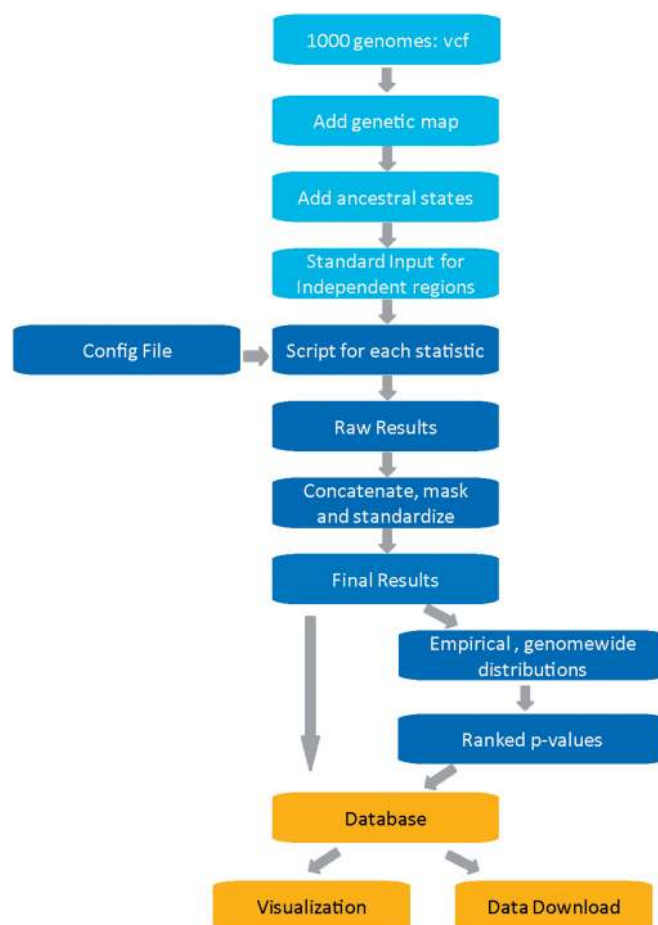 1000 genomes: vcf
Add genetic map
Add ancestral states
Standard Input for
Independent regions
Config File
Script for each statistic
Raw Results
Concatenate, mask
and standardize
Final Results
Empirical , genomewide
distributions
Ranked p-values
Database
Visualization
Data Download